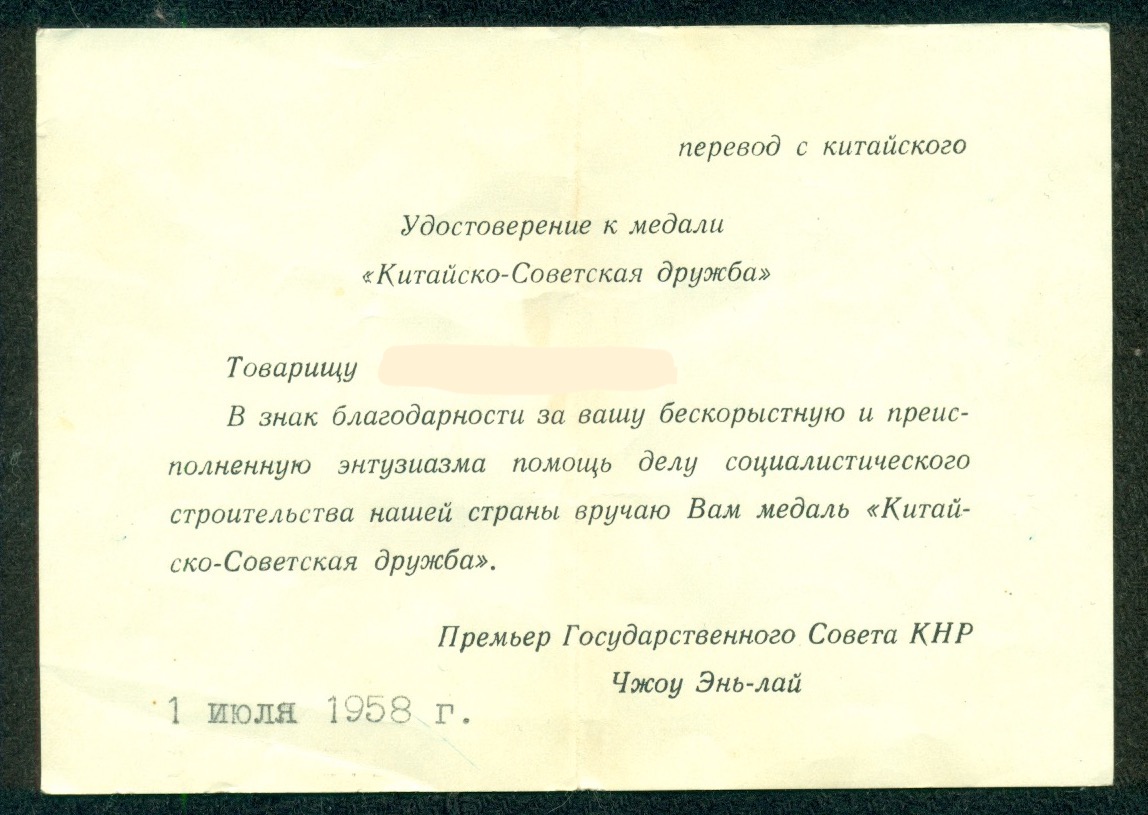 перевод с китайского
Удостоверение к медали
«Китайско-Советская дружба»
Товарищу
В знак благодарности за вашу бескорыстную и преис-
полненную энтузиазма помощь делу социалистического
строительства нашей страны вручаю Вам медаль «Китай-
ско-Советская дружба».
Премьер Государственного Совета КНР
Чжоу Энь-лай
1 июля 1958 г.